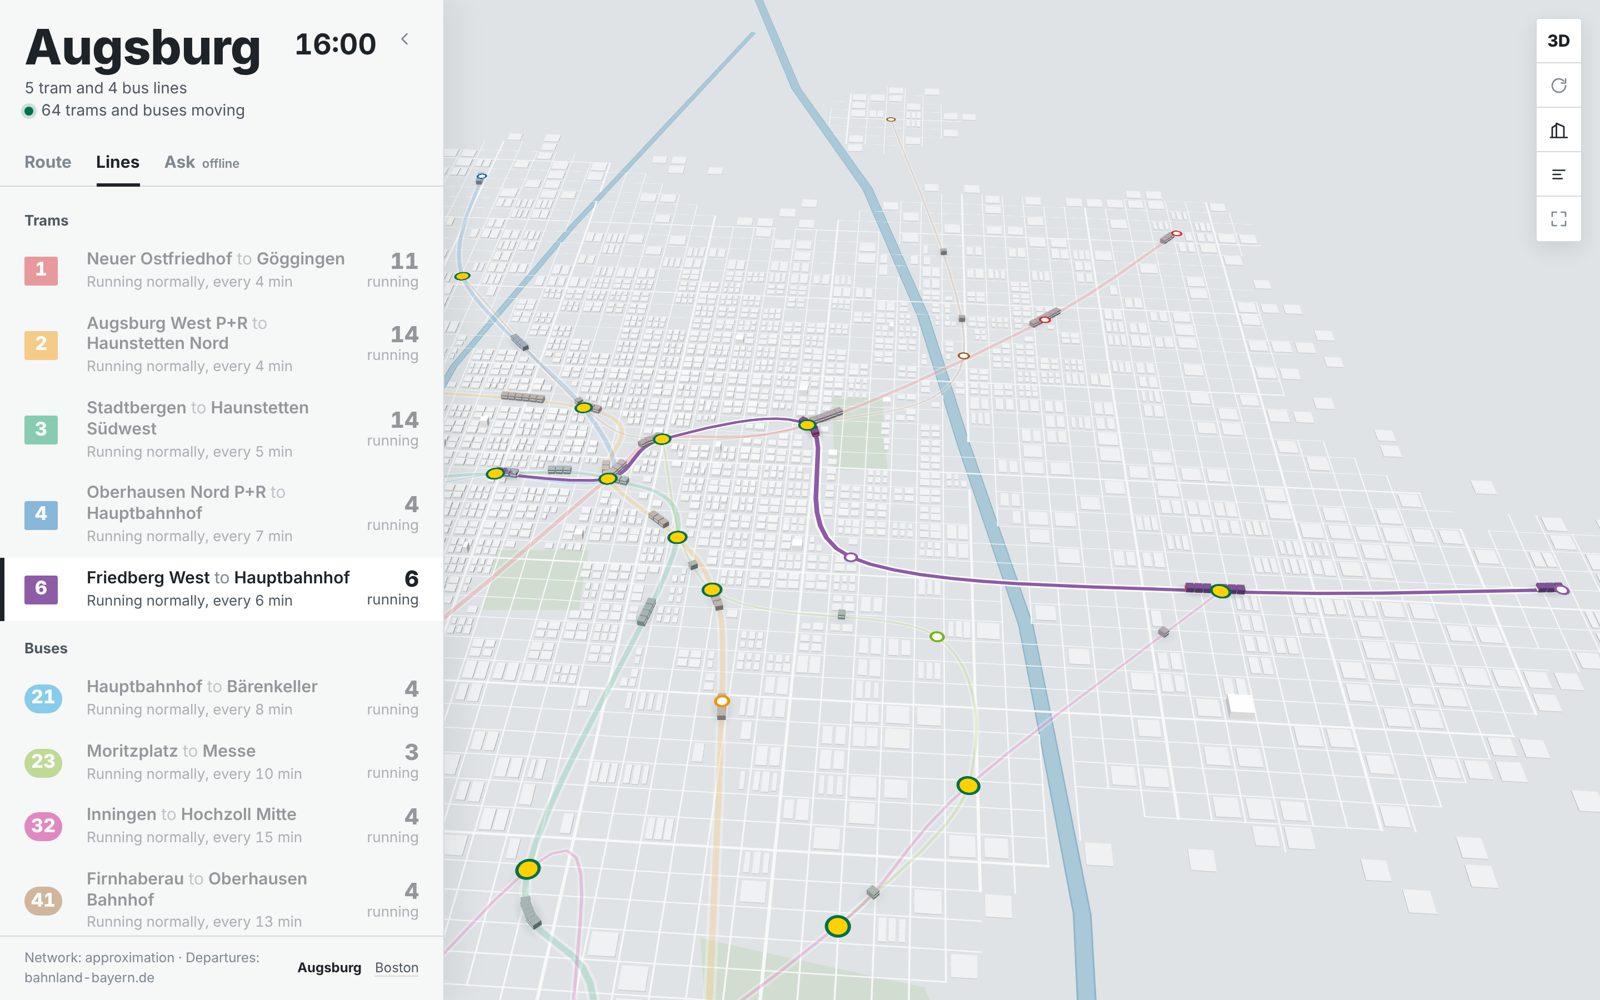 Augsburg
16:00
5 tram and 4 bus lines
64 trams and buses moving
Route
Lines
Ask offline
Trams
1
Neuer Ostfriedhof to Göggingen
Running normally, every 4 min
11
running
2
Augsburg West P+R to
Haunstetten Nord
Running normally, every 4 min
14
running
3
Stadtbergen to Haunstetten
Südwest
Running normally, every 5 min
14
running
4
Oberhausen Nord P+R to
Hauptbahnhof
Running normally, every 7 min
4
running
6
Friedberg West to Hauptbahnhof
Running normally, every 6 min
6
running
Buses
21
Hauptbahnhof to Bärenkeller
Running normally, every 8 min
4
running
23
Moritzplatz to Messe
Running normally, every 10 min
3
running
32
Inningen to Hochzoll Mitte
Running normally, every 15 min
4
running
41
Firnhaberau to Oberhausen
Bahnhof
Running normally, every 13 min
4
running
Network: approximation · Departures:
bahnland-bayern.de
Augsburg
Boston
3D